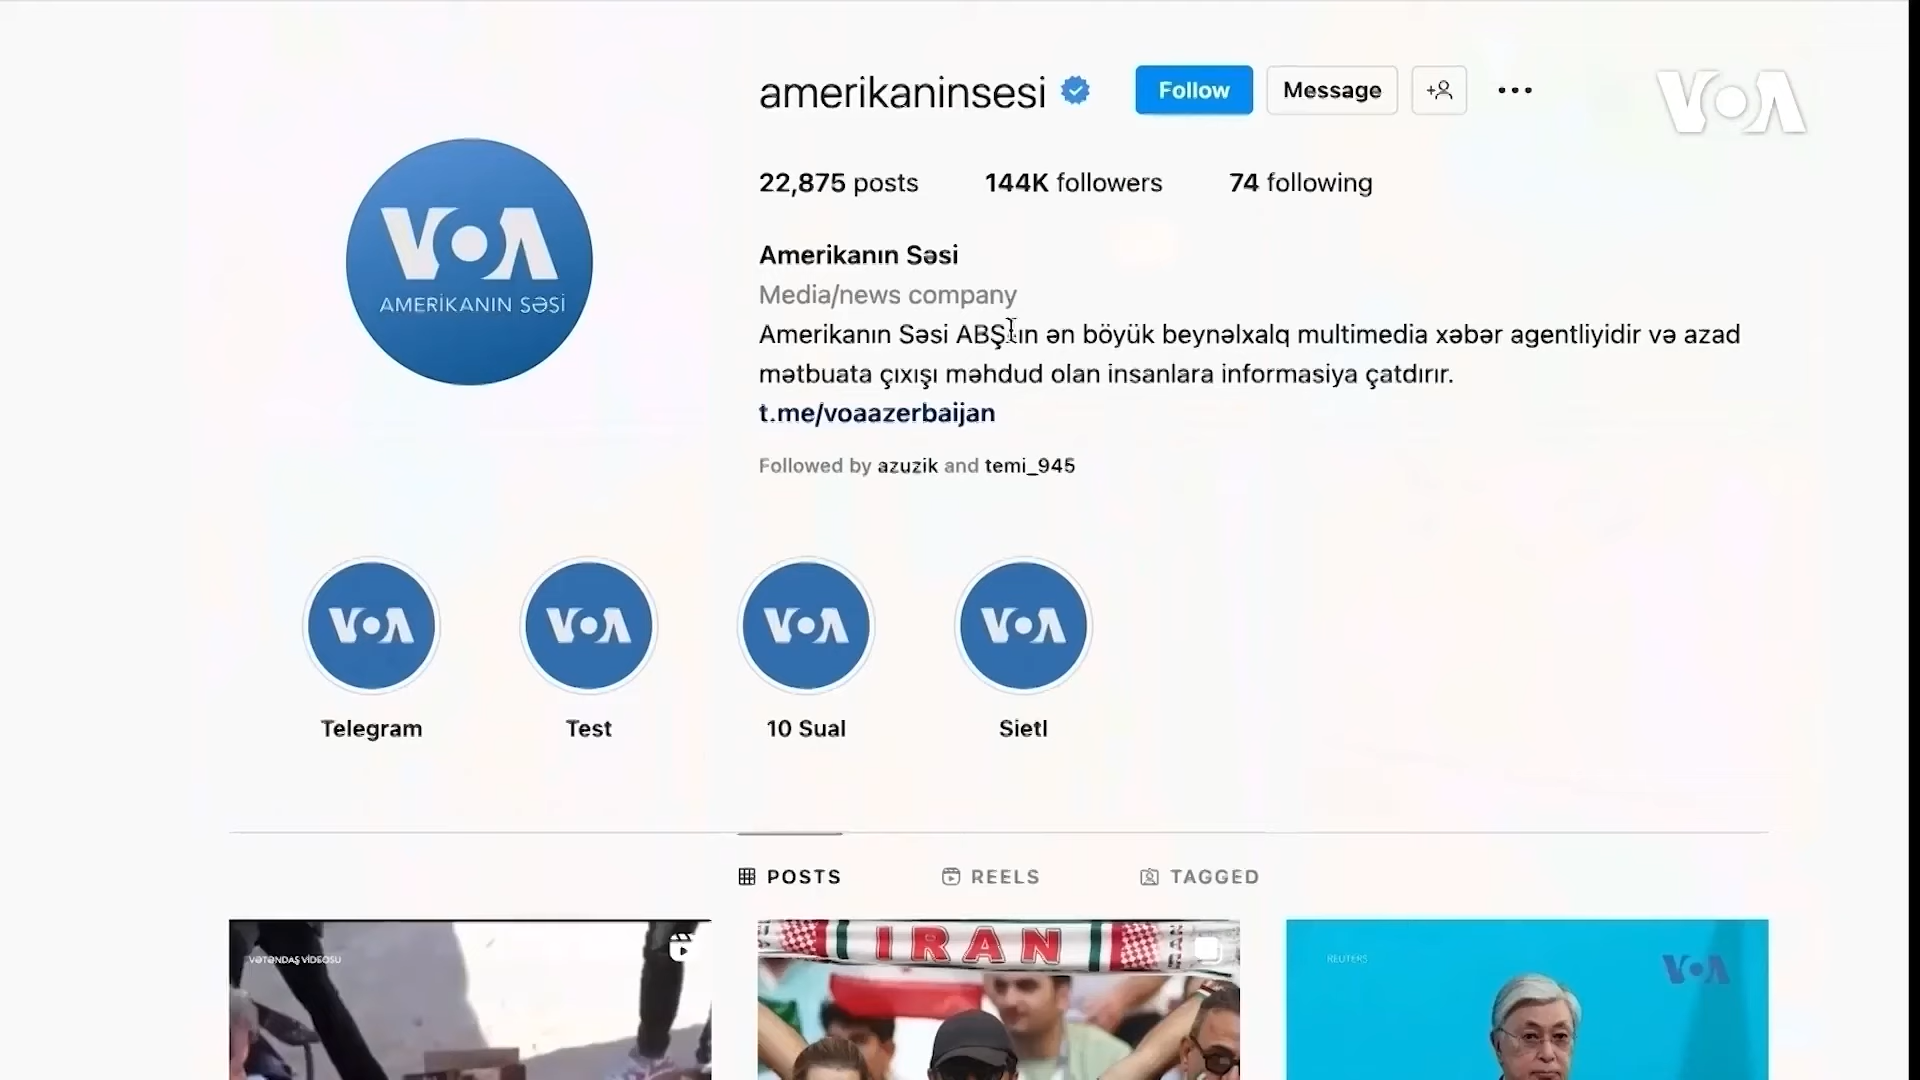 amerikaninsesi
Follow
Message
VOA
22,875 posts
144K followers
74 following
VOA
AMERİKANIN SƏSİ
Amerikanın Səsi
Media/news company
Amerikanın Səsi ABŞ-ın ən böyük beynəlxalq multimedia xəbər agentliyidir və azad
mətbuata çıxışı məhdud olan insanlara informasiya çatdırır.
t.me/voaazerbaijan
Followed by azuzik and temi_945
VOA
VOA
VOA
VOA
Telegram
Test
10 Sual
Sietl
POSTS
REELS
TAGGED
VƏTƏNDAŞ VİDEOSU
IRAN
REUTERS
VOA